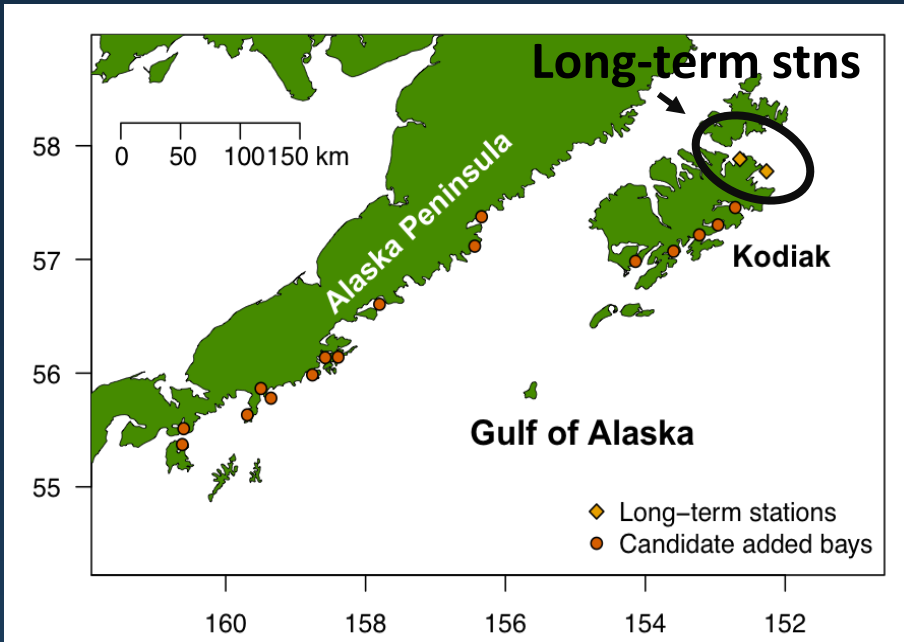 Long-term stns
58
0 50 100150 km
Alaska Peninsula
57
Kodiak
56
Gulf of Alaska
55
Long−term stations
Candidate added bays
160 158 156 154 152